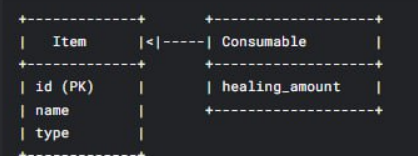 +-------------+      +------------------+
|   Item      |<|-----| Consumable       |
+-------------+      +------------------+
| id (PK)     |      | healing_amount   |
| name        |      +------------------+
| type        |
+-------------+